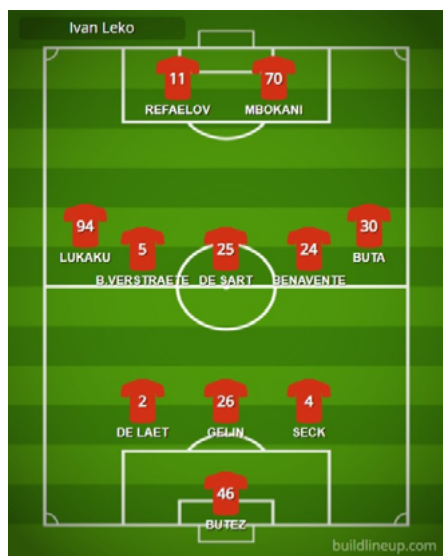 Ivan Leko
11 70
REFAELOV MBOKANI
94 30
LUKAKU BUTA
5 25 24
B.VERSTRAETE DE SART BENAVENTE
2 26 4
DE LAET GELIN SECK
46
BUTEZ
buildlineup.com